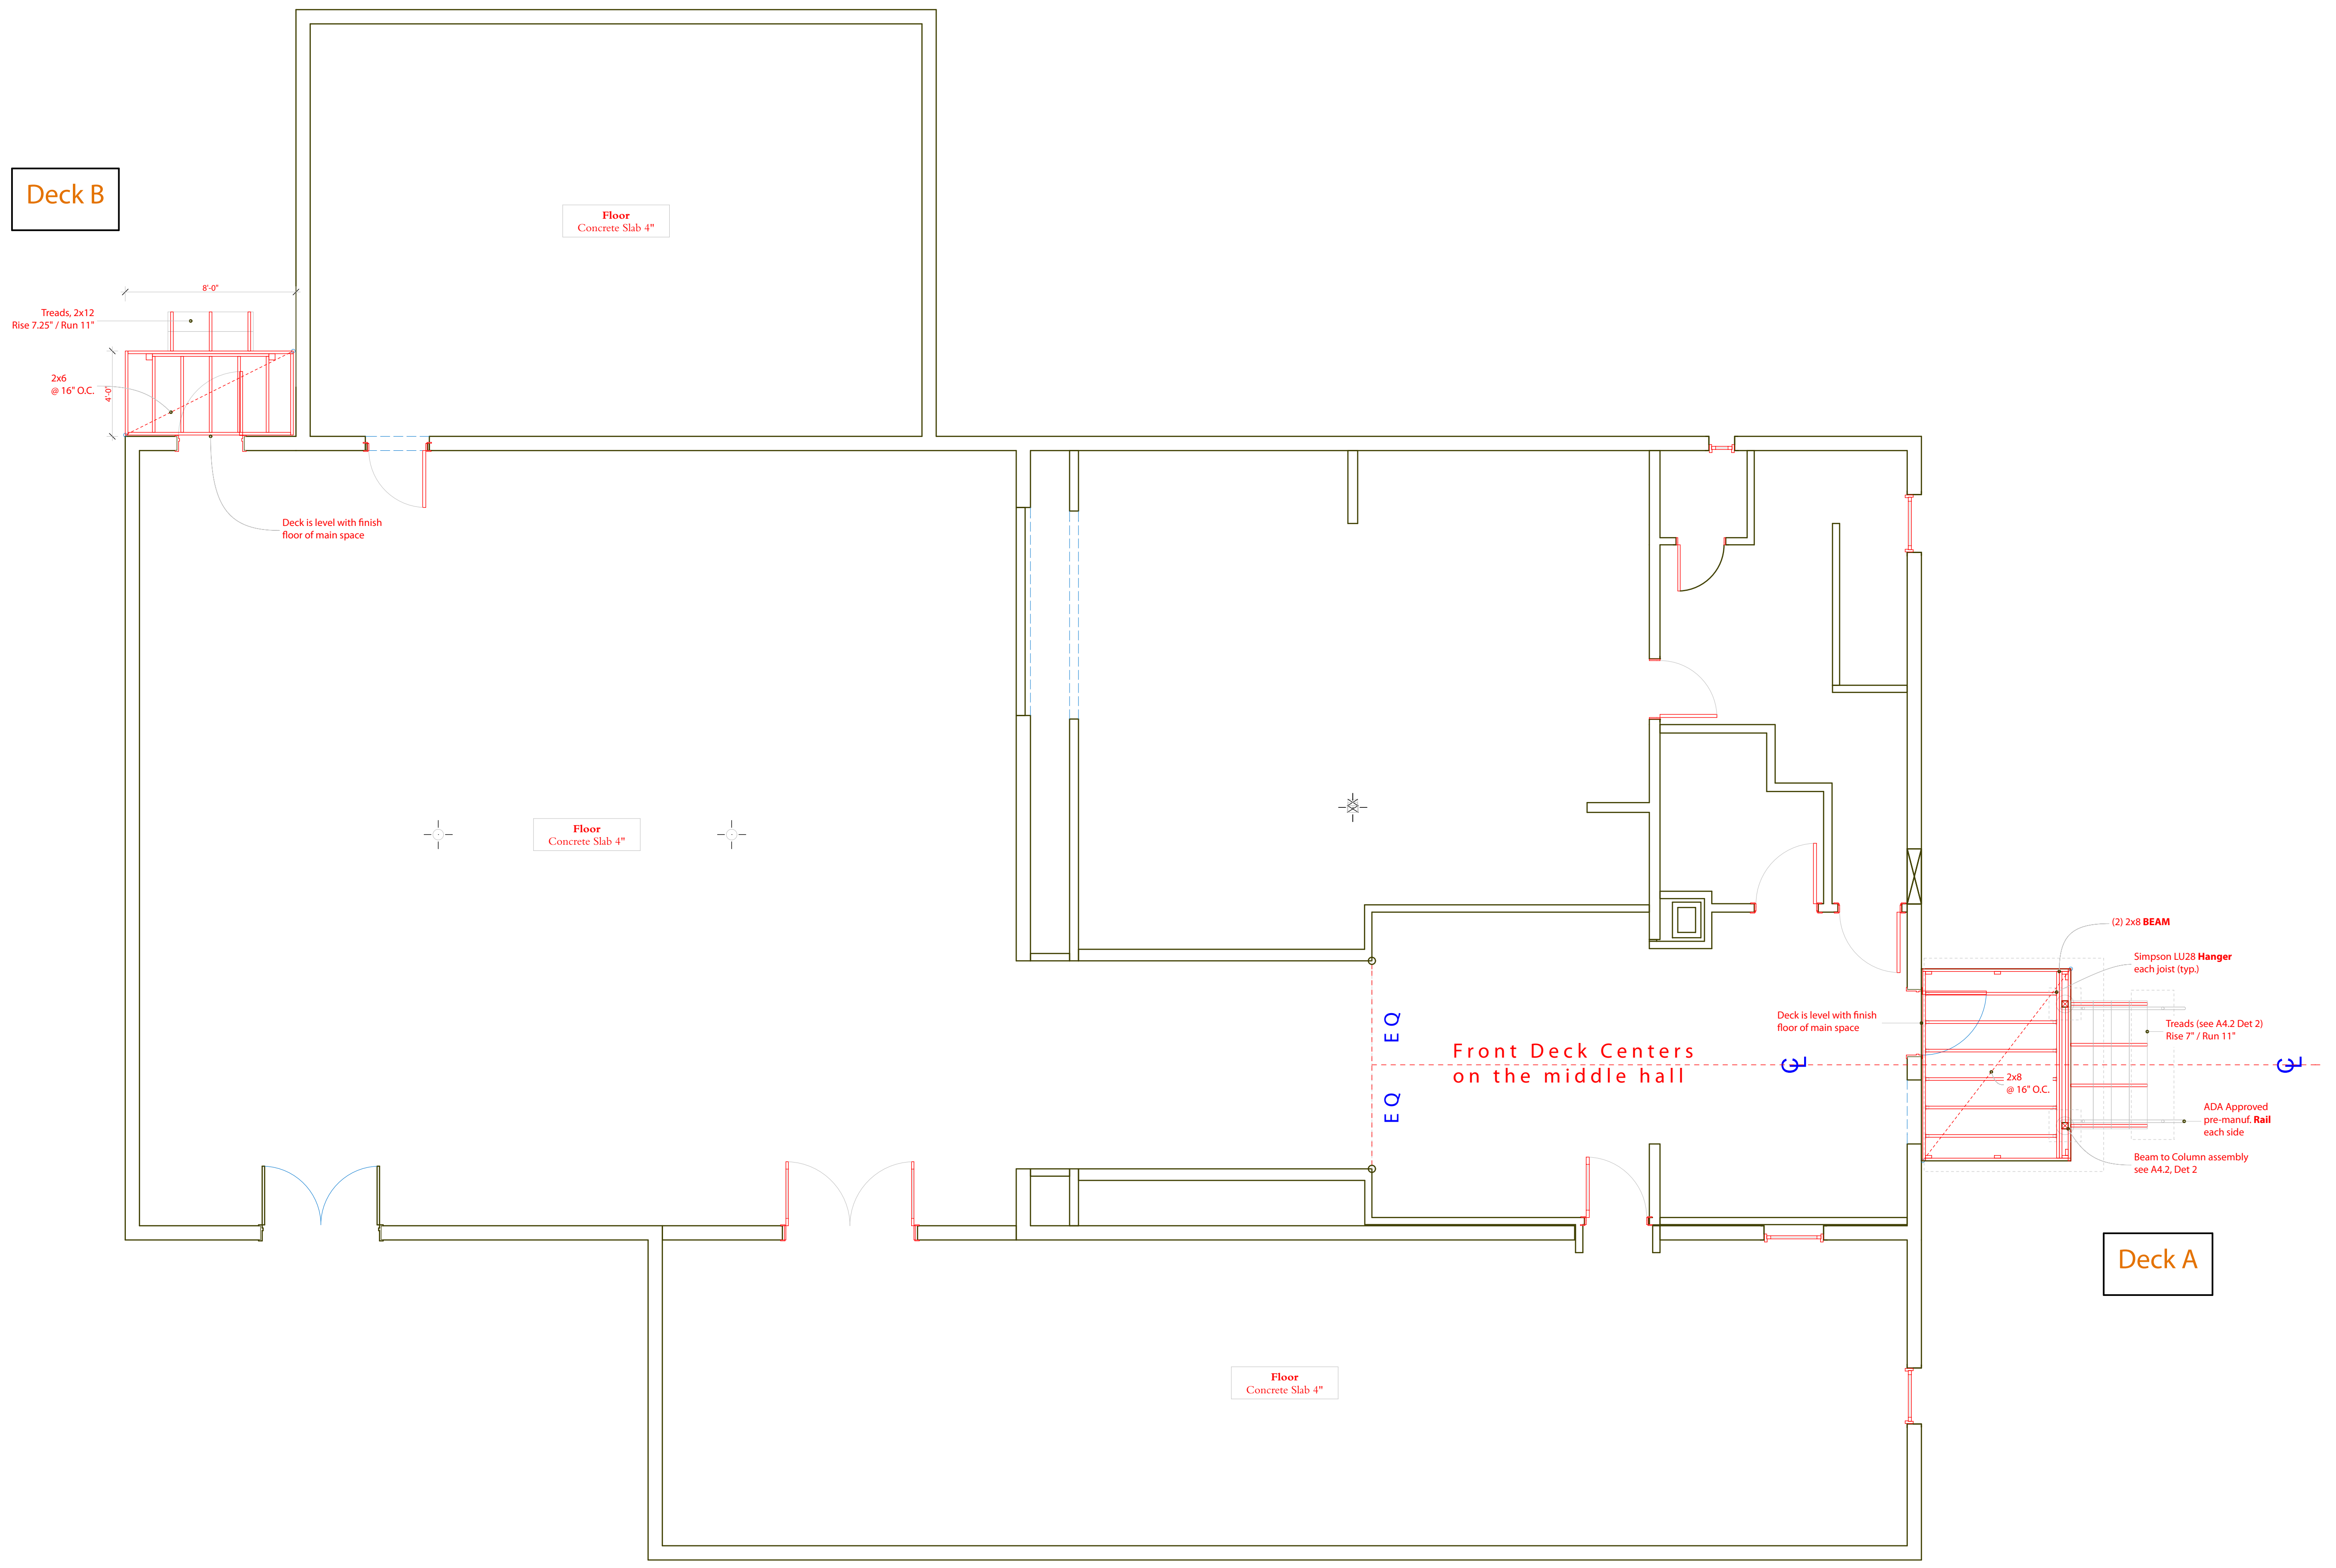 Deck B
Floor
Concrete Slab 4"
8'-0"
Treads, 2x12
Rise 7.25" / Run 11"
2x6
@ 16" O.C.
4'-0"
Deck is level with finish
floor of main space
Floor
Concrete Slab 4"
(2) 2x8 BEAM
Simpson LU28 Hanger
each joist (typ.)
Deck is level with finish
floor of main space
Treads (see A4.2 Det 2)
Rise 7" / Run 11"
EQ
EQ
Front Deck Centers
on the middle hall
CL
CL
2x8
@ 16" O.C.
ADA Approved
pre-manuf. Rail
each side
Beam to Column assembly
see A4.2, Det 2
Deck A
Floor
Concrete Slab 4"